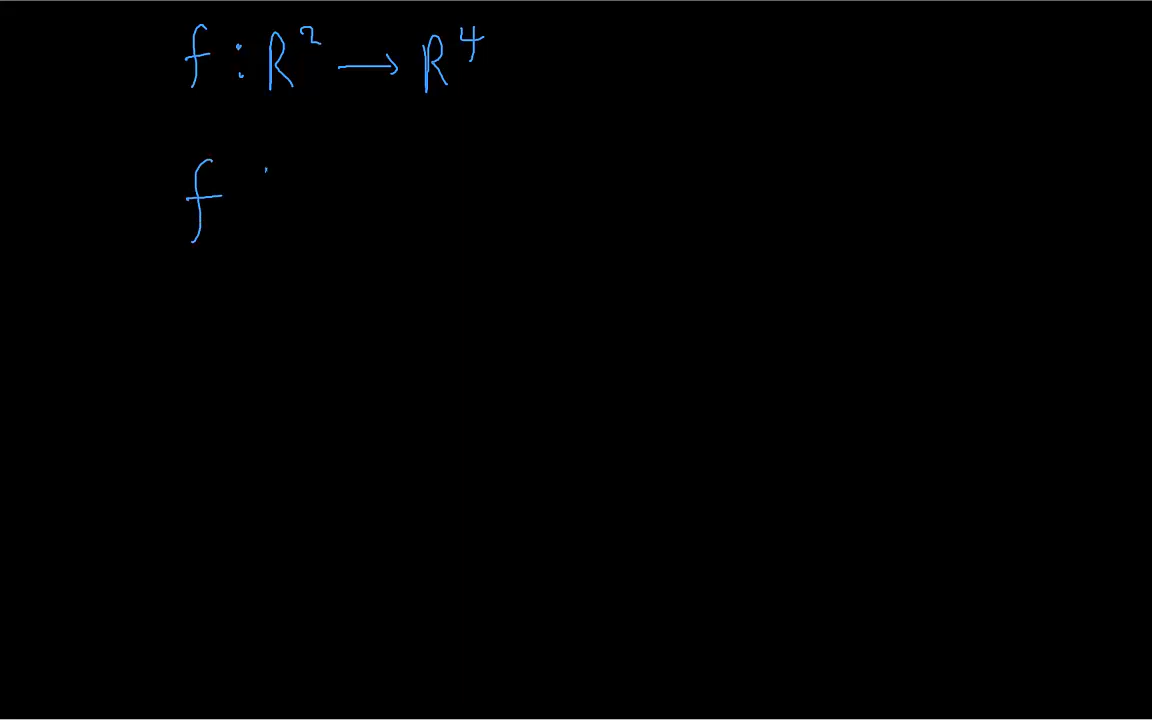 f : R² ⟶ R⁴
f